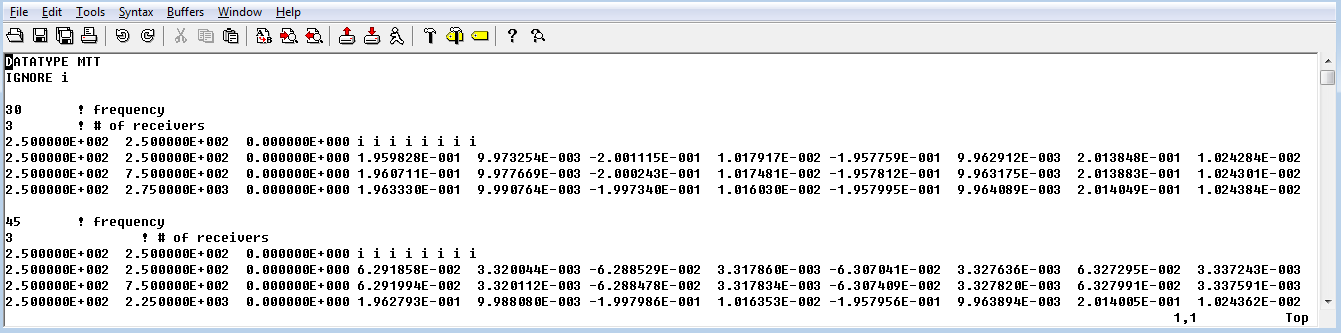 File Edit Tools Syntax Buffers Window Help
DATATYPE MTT
IGNORE i
30 ! frequency
3 ! # of receivers
2.500000E+002 2.500000E+002 0.000000E+000 i i i i i i i i
2.500000E+002 2.500000E+002 0.000000E+000 1.959828E-001 9.973254E-003 -2.001115E-001 1.017917E-002 -1.957759E-001 9.962912E-003 2.013848E-001 1.024284E-002
2.500000E+002 7.500000E+002 0.000000E+000 1.960711E-001 9.977669E-003 -2.000243E-001 1.017481E-002 -1.957812E-001 9.963175E-003 2.013883E-001 1.024301E-002
2.500000E+002 2.750000E+003 0.000000E+000 1.963330E-001 9.990764E-003 -1.997340E-001 1.016030E-002 -1.957995E-001 9.964089E-003 2.014049E-001 1.024384E-002
45 ! frequency
3 ! # of receivers
2.500000E+002 2.500000E+002 0.000000E+000 i i i i i i i i
2.500000E+002 2.500000E+002 0.000000E+000 6.291858E-002 3.320044E-003 -6.288529E-002 3.317860E-003 -6.307041E-002 3.327636E-003 6.327295E-002 3.337243E-003
2.500000E+002 7.500000E+002 0.000000E+000 6.291994E-002 3.320112E-003 -6.288478E-002 3.317834E-003 -6.307409E-002 3.327820E-003 6.327991E-002 3.337591E-003
2.500000E+002 2.250000E+003 0.000000E+000 1.962793E-001 9.988080E-003 -1.997986E-001 1.016353E-002 -1.957956E-001 9.963894E-003 2.014005E-001 1.024362E-002
1,1 Top